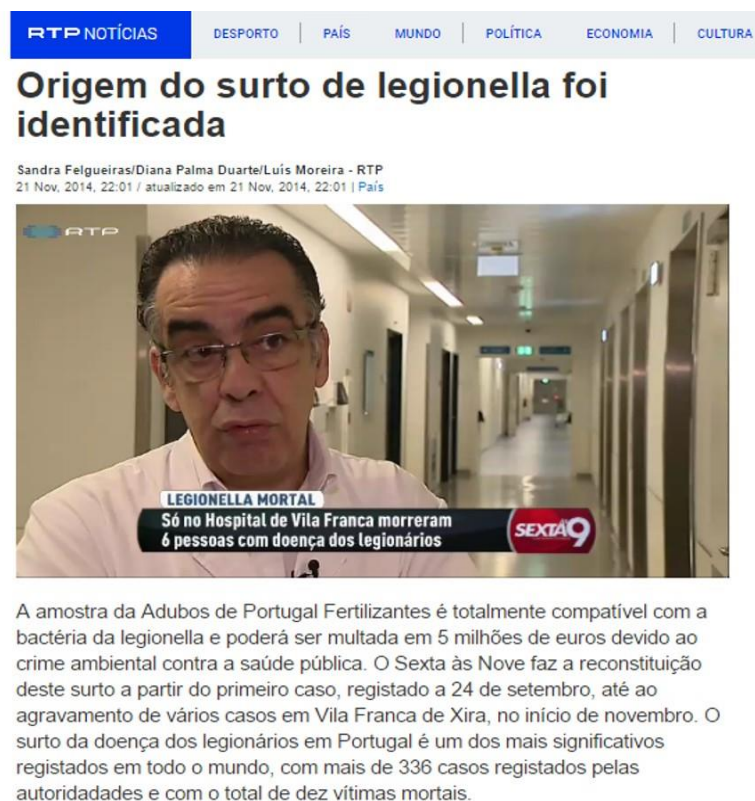 RTP NOTÍCIAS DESPORTO PAÍS MUNDO POLÍTICA ECONOMIA CULTURA
Origem do surto de legionella foi
identificada
Sandra Felgueiras/Diana Palma Duarte/Luís Moreira - RTP
21 Nov, 2014, 22:01 / atualizado em 21 Nov, 2014, 22:01 | País
RTP
LEGIONELLA MORTAL
Só no Hospital de Vila Franca morreram
6 pessoas com doença dos legionários
SEXTA 9
A amostra da Adubos de Portugal Fertilizantes é totalmente compatível com a
bactéria da legionella e poderá ser multada em 5 milhões de euros devido ao
crime ambiental contra a saúde pública. O Sexta às Nove faz a reconstituição
deste surto a partir do primeiro caso, registado a 24 de setembro, até ao
agravamento de vários casos em Vila Franca de Xira, no início de novembro. O
surto da doença dos legionários em Portugal é um dos mais significativos
registados em todo o mundo, com mais de 336 casos registados pelas
autoridadades e com o total de dez vítimas mortais.